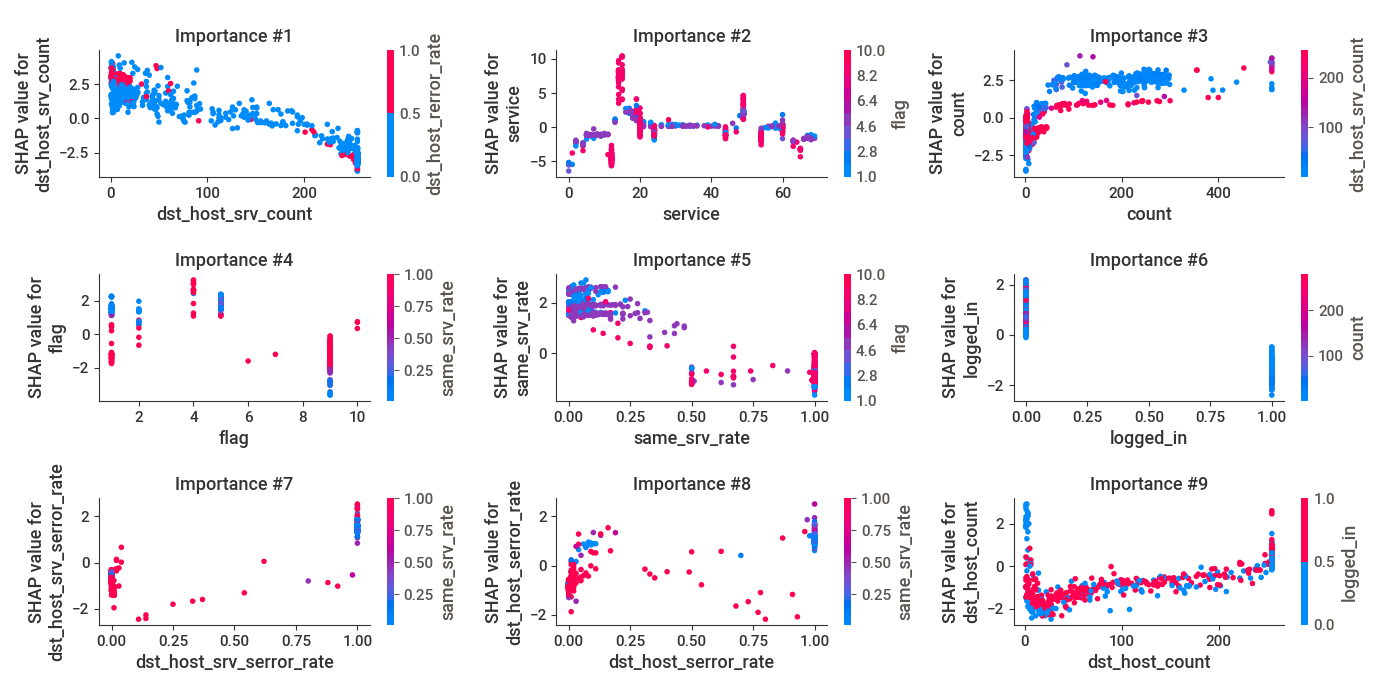 Importance #1
SHAP value for
dst_host_srv_count
2.5
0.0
−2.5
0
100
200
dst_host_srv_count
1.0
0.5
0.0
dst_host_rerror_rate
Importance #2
SHAP value for
service
10
5
0
−5
0
20
40
60
service
10.0
8.2
6.4
4.6
2.8
1.0
flag
Importance #3
SHAP value for
count
2.5
0.0
−2.5
0
200
400
count
200
100
dst_host_srv_count
Importance #4
SHAP value for
flag
2
0
−2
2
4
6
8
10
flag
1.00
0.75
0.50
0.25
same_srv_rate
Importance #5
SHAP value for
same_srv_rate
2
0
0.00
0.25
0.50
0.75
1.00
same_srv_rate
10.0
8.2
6.4
4.6
2.8
1.0
flag
Importance #6
SHAP value for
logged_in
2
0
−2
0.00
0.25
0.50
0.75
1.00
logged_in
200
100
count
Importance #7
SHAP value for
dst_host_srv_serror_rate
2
0
−2
0.00
0.25
0.50
0.75
1.00
dst_host_srv_serror_rate
1.00
0.75
0.50
0.25
same_srv_rate
Importance #8
SHAP value for
dst_host_serror_rate
2
0
−2
0.00
0.25
0.50
0.75
1.00
dst_host_serror_rate
1.00
0.75
0.50
0.25
same_srv_rate
Importance #9
SHAP value for
dst_host_count
2
0
−2
0
100
200
dst_host_count
1.0
0.5
0.0
logged_in